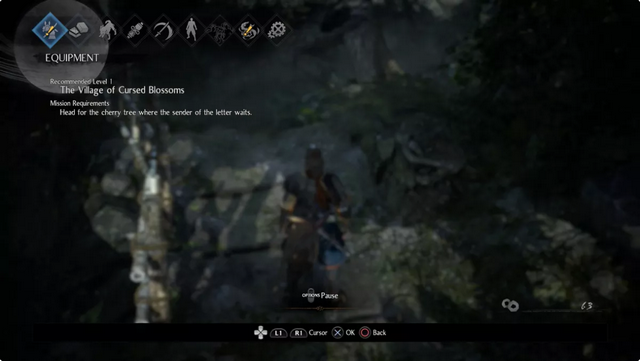 EQUIPMENT
Recommended Level 1
The Village of Cursed Blossoms
Mission Requirements
Head for the cherry tree where the sender of the letter waits.
OPTIONS Pause
63
L1 R1 Cursor OK Back